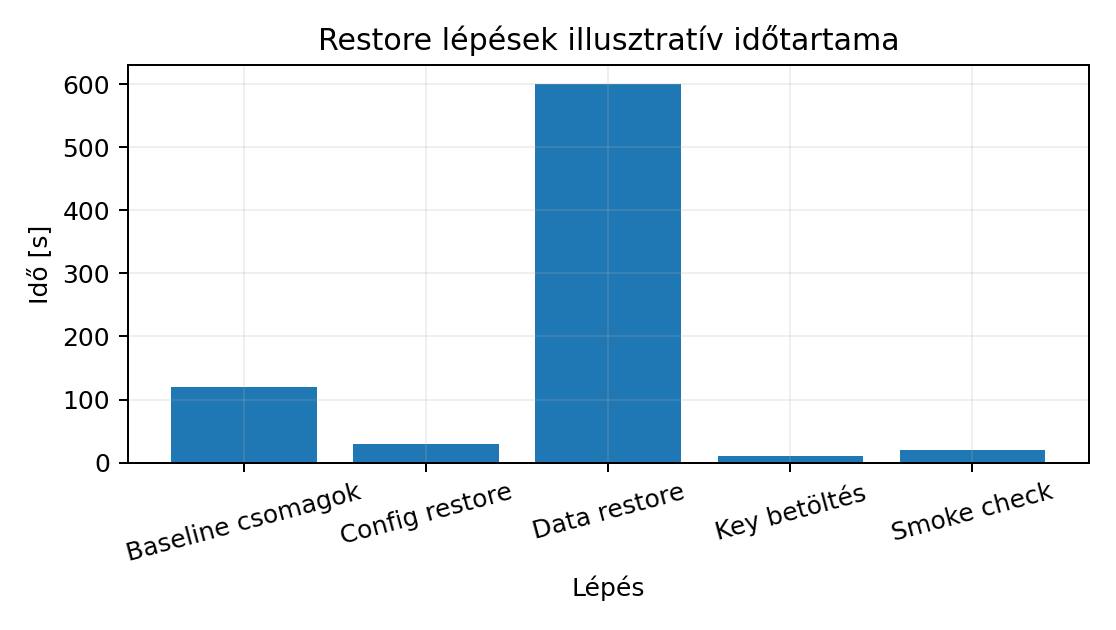 Restore lépések illusztratív időtartama
Idő [s]
600
500
400
300
200
100
0
Baseline csomagok
Config restore
Data restore
Key betöltés
Smoke check
Lépés